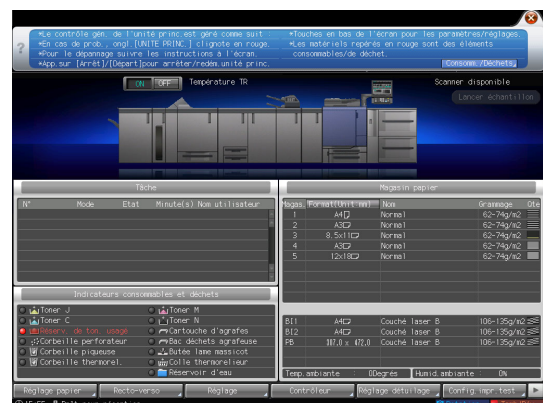 *Le contrôle gén. de l'unité princ.est géré comme suit
*En cas de prob., ongl.[UNITE PRINC.] clignote en rouge.
*Pour le dépannage suivre les instructions à l'écran.
*App.sur [Arrêt]/[Départ]pour arrêter/redém.unité princ.
*Touches en bas de l'écran pour les paramètres/réglages.
*Les matériels repérés en rouge sont des éléments
consommables/de déchet.
Consomm./Déchets
ON OFF Température TR
Scanner disponible
Lancer échantillon
Tâche
N° Mode Etat Minute(s) Nom utilisateur
Magasin papier
Magas. Format(Unit:mm) Nom Grammage Qte
1 A4 Normal 62-74g/m2
2 A3 Normal 62-74g/m2
3 8.5x11 Normal 62-74g/m2
4 A3 Normal 62-74g/m2
5 12x18 Normal 62-74g/m2
BI1 A4 Couché laser B 106-135g/m2
BI2 A4 Couché laser B 106-135g/m2
PB 307.0 x 472.0 Couché laser B 106-135g/m2
Temp.ambiante : 0Degrés Humid.ambiante : 0%
Indicateurs consommables et déchets
Toner J
Toner M
Toner C
Toner N
Réserv. de ton. usagé
Cartouche d'agrafes
Corbeille perforateur
Bac déchets agrafeuse
Corbeille piqueuse
Butée lame massicot
Corbeille thermorel.
Colle thermorelieur
Réservoir d'eau
Réglage papier
Recto-verso
Réglage
Contrôleur
Réglage détuilage
Config.impr.test